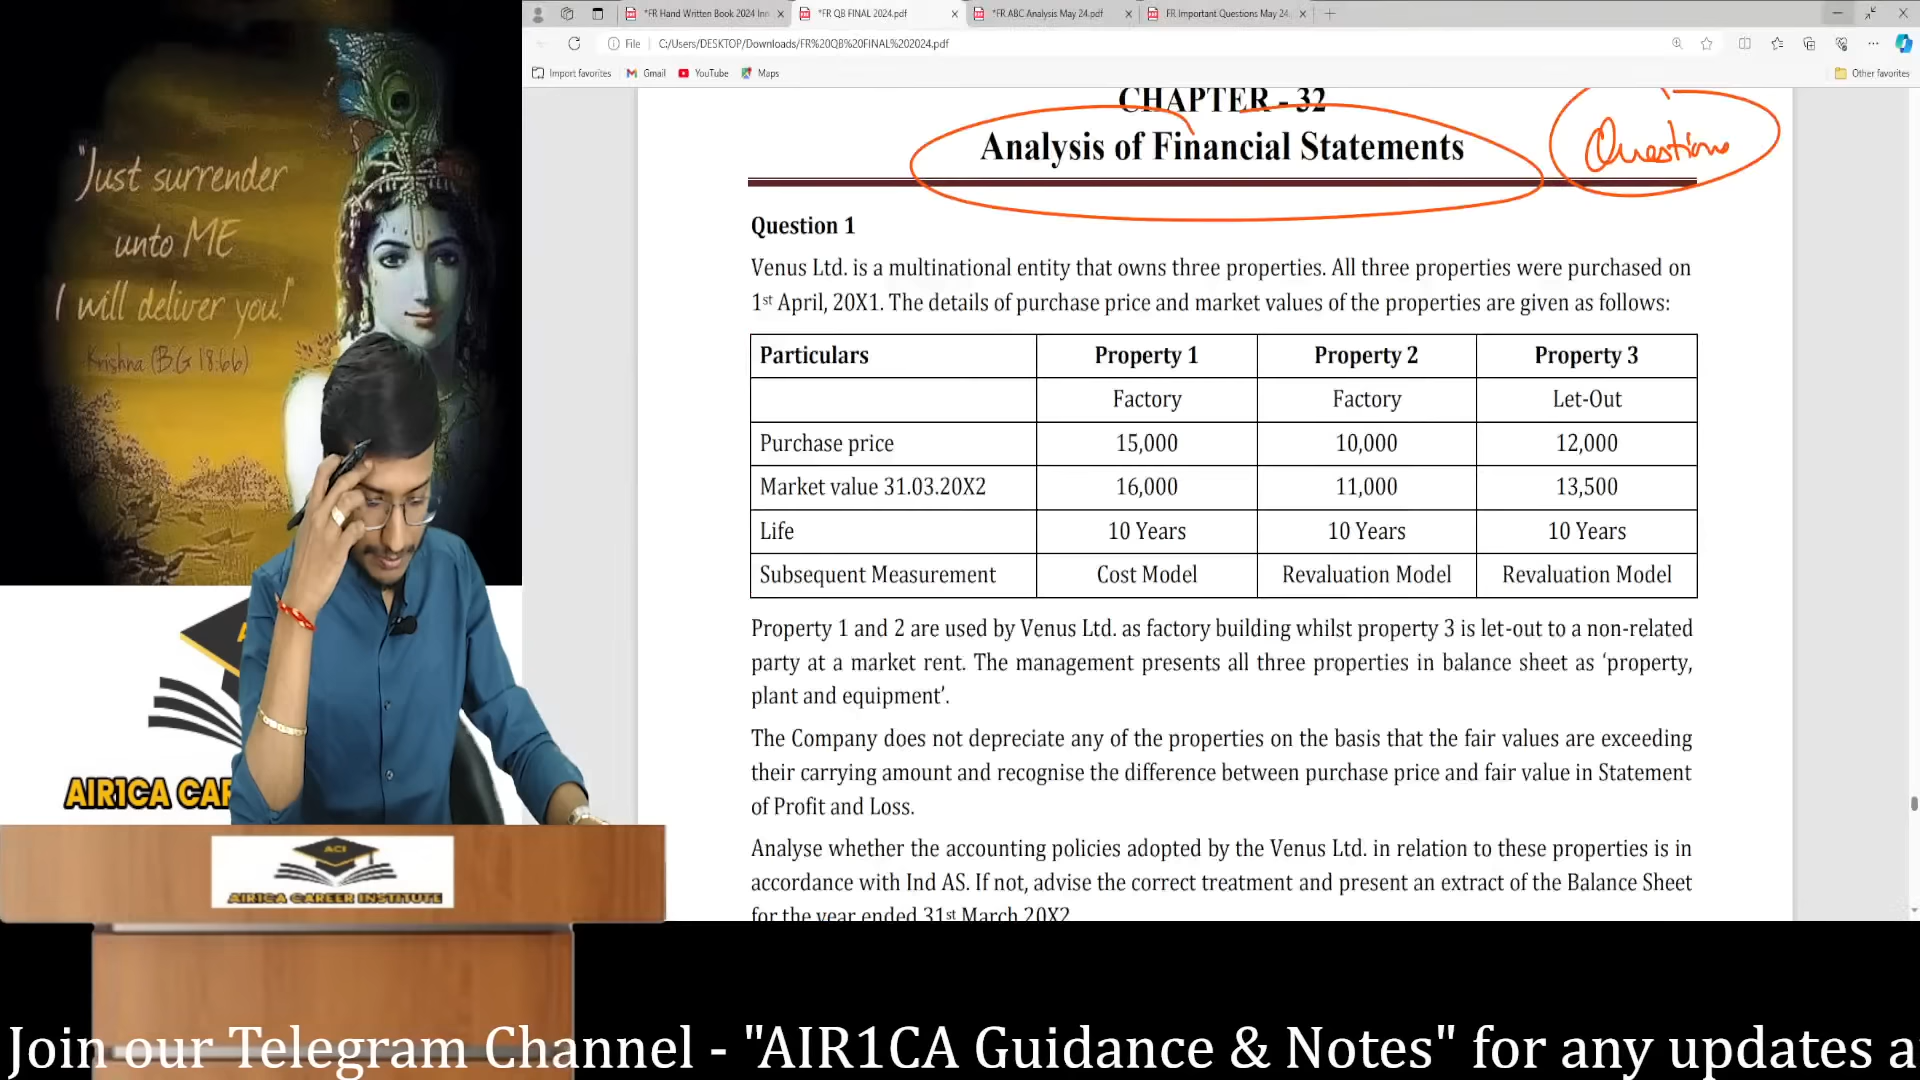 *FR Hand Written Book 2024 Inn
*FR QB FINAL 2024.pdf
*FR ABC Analysis May 24.pdf
FR Important Questions May 24.
File
C:/Users/DESKTOP/Downloads/FR%20QB%20FINAL%202024.pdf
Import favorites
Gmail
YouTube
Maps
Other favorites
CHAPTER - 32
Analysis of Financial Statements
Questions
"Just surrender
unto ME
I will deliver you!"
-Krishna (B.G 18:66)
Question 1
Venus Ltd. is a multinational entity that owns three properties. All three properties were purchased on
1st April, 20X1. The details of purchase price and market values of the properties are given as follows:
Particulars Property 1 Property 2 Property 3
Factory Factory Let-Out
Purchase price 15,000 10,000 12,000
Market value 31.03.20X2 16,000 11,000 13,500
Life 10 Years 10 Years 10 Years
Subsequent Measurement Cost Model Revaluation Model Revaluation Model
Property 1 and 2 are used by Venus Ltd. as factory building whilst property 3 is let-out to a non-related
party at a market rent. The management presents all three properties in balance sheet as ‘property,
plant and equipment’.
The Company does not depreciate any of the properties on the basis that the fair values are exceeding
their carrying amount and recognise the difference between purchase price and fair value in Statement
of Profit and Loss.
Analyse whether the accounting policies adopted by the Venus Ltd. in relation to these properties is in
accordance with Ind AS. If not, advise the correct treatment and present an extract of the Balance Sheet
for the year ended 31st March 20X2
AIR1CA CAR
ACI
AIR1CA CAREER INSTITUTE
Join our Telegram Channel - "AIR1CA Guidance & Notes" for any updates a